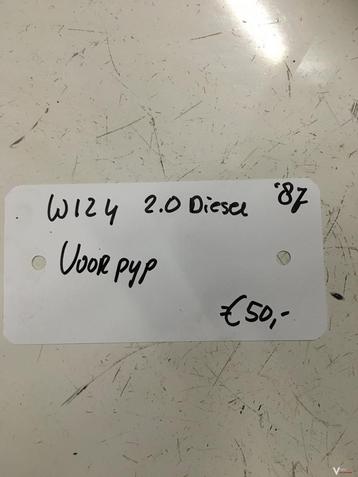 W124 2.0 Diesel '87
Voorpyp
€50,-